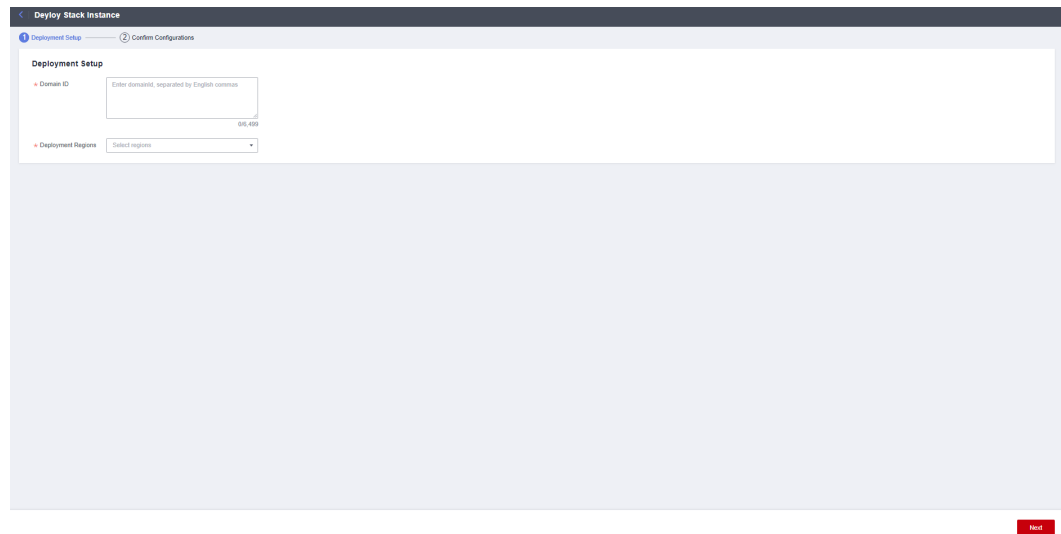 Deyloy Stack Instance
1 Deployment Setup 2 Confirm Configurations
Deployment Setup
* Domain ID Enter domainId, separated by English commas
0/6,499
* Deployment Regions Select regions
Next